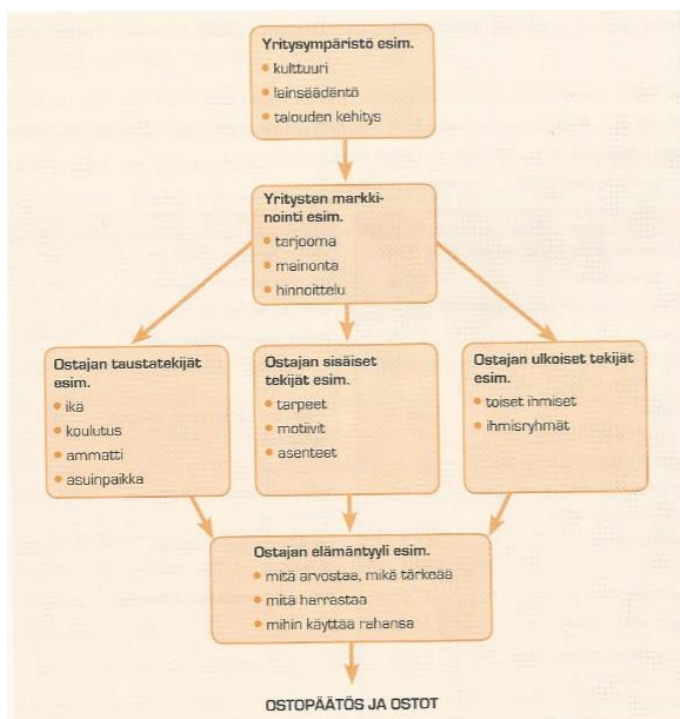 Yritysympäristö esim.
• kulttuuri
• lainsäädäntö
• talouden kehitys
Yritysten markki-
nointi esim.
• tarjooma
• mainonta
• hinnoittelu
Ostajan taustatekijät
esim.
• ikä
• koulutus
• ammatti
• asuinpaikka
Ostajan sisäiset
tekijät esim.
• tarpeet
• motiivit
• asenteet
Ostajan ulkoiset tekijät
esim.
• toiset ihmiset
• ihmisryhmät
Ostajan elämäntyyli esim.
• mitä arvostaa, mikä tärkeää
• mitä harrastaa
• mihin käyttää rahansa
OSTOPÄÄTÖS JA OSTOT